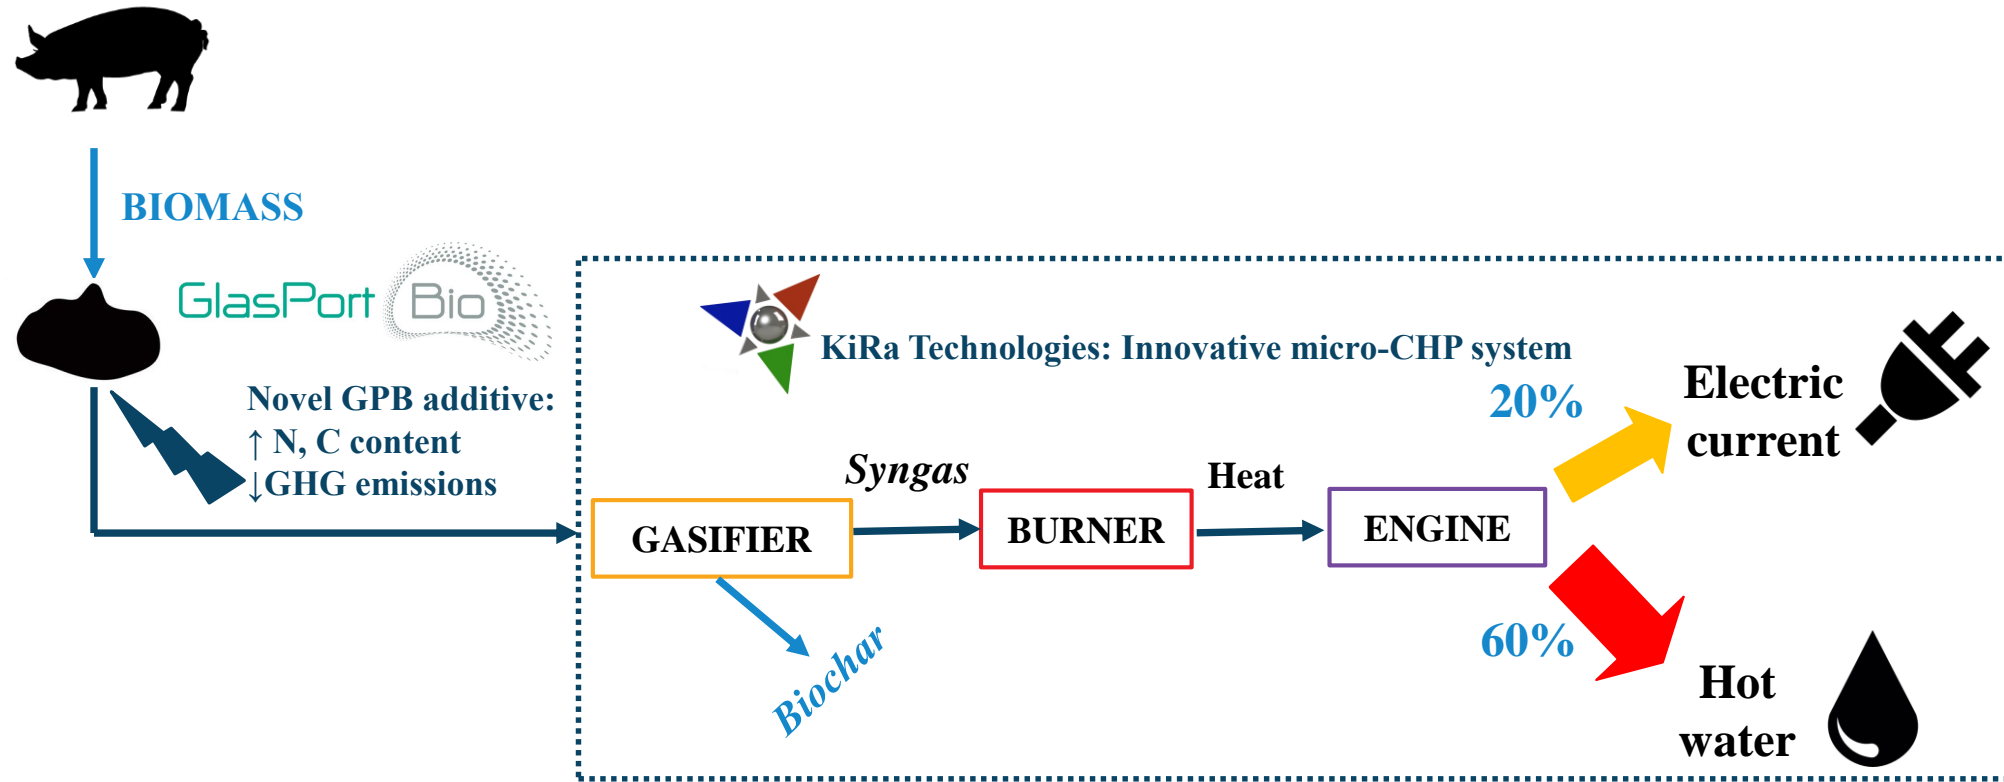 BIOMASS
GlasPort Bio
Novel GPB additive:
↑ N, C content
↓GHG emissions
KiRa Technologies: Innovative micro-CHP system
20%
Electric
current
Syngas
Heat
GASIFIER
BURNER
ENGINE
Biochar
60%
Hot
water